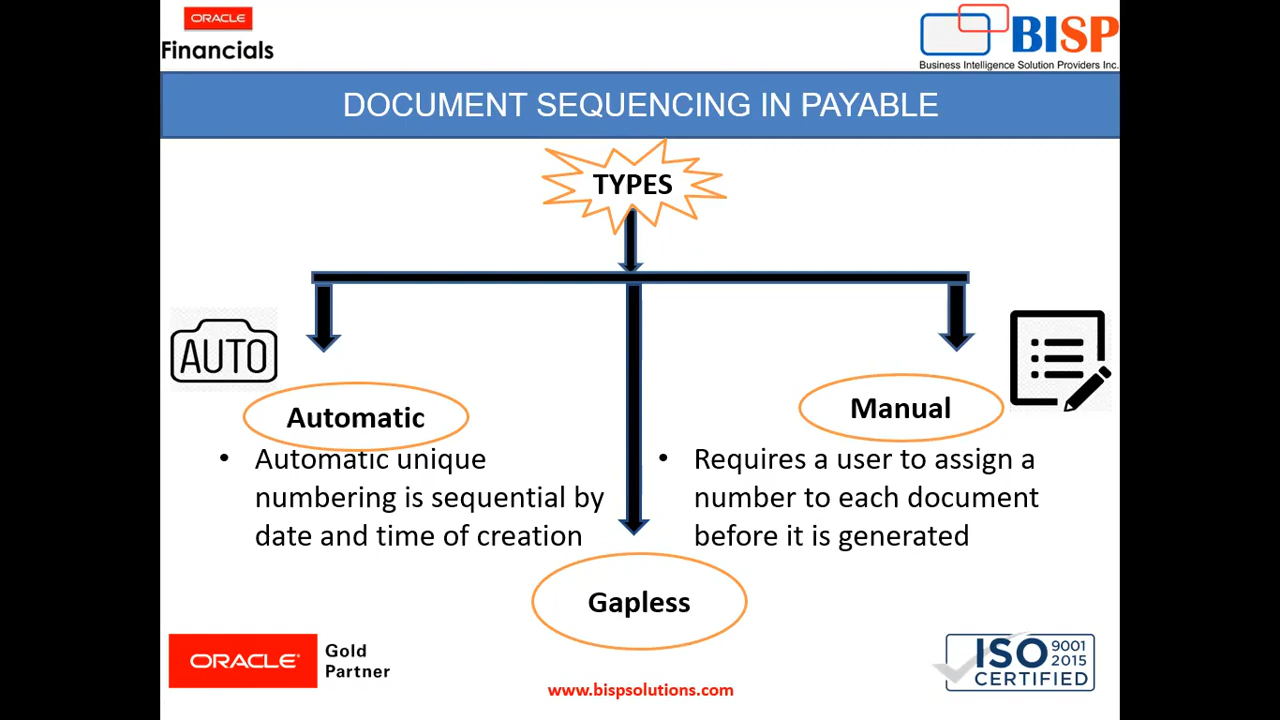 ORACLE
Financials
BISP
Business Intelligence Solution Providers Inc.
DOCUMENT SEQUENCING IN PAYABLE
TYPES
AUTO
Automatic
• Automatic unique
numbering is sequential by
date and time of creation
Manual
• Requires a user to assign a
number to each document
before it is generated
Gapless
ORACLE®
Gold
Partner
www.bispsolutions.com
ISO 9001
2015
CERTIFIED